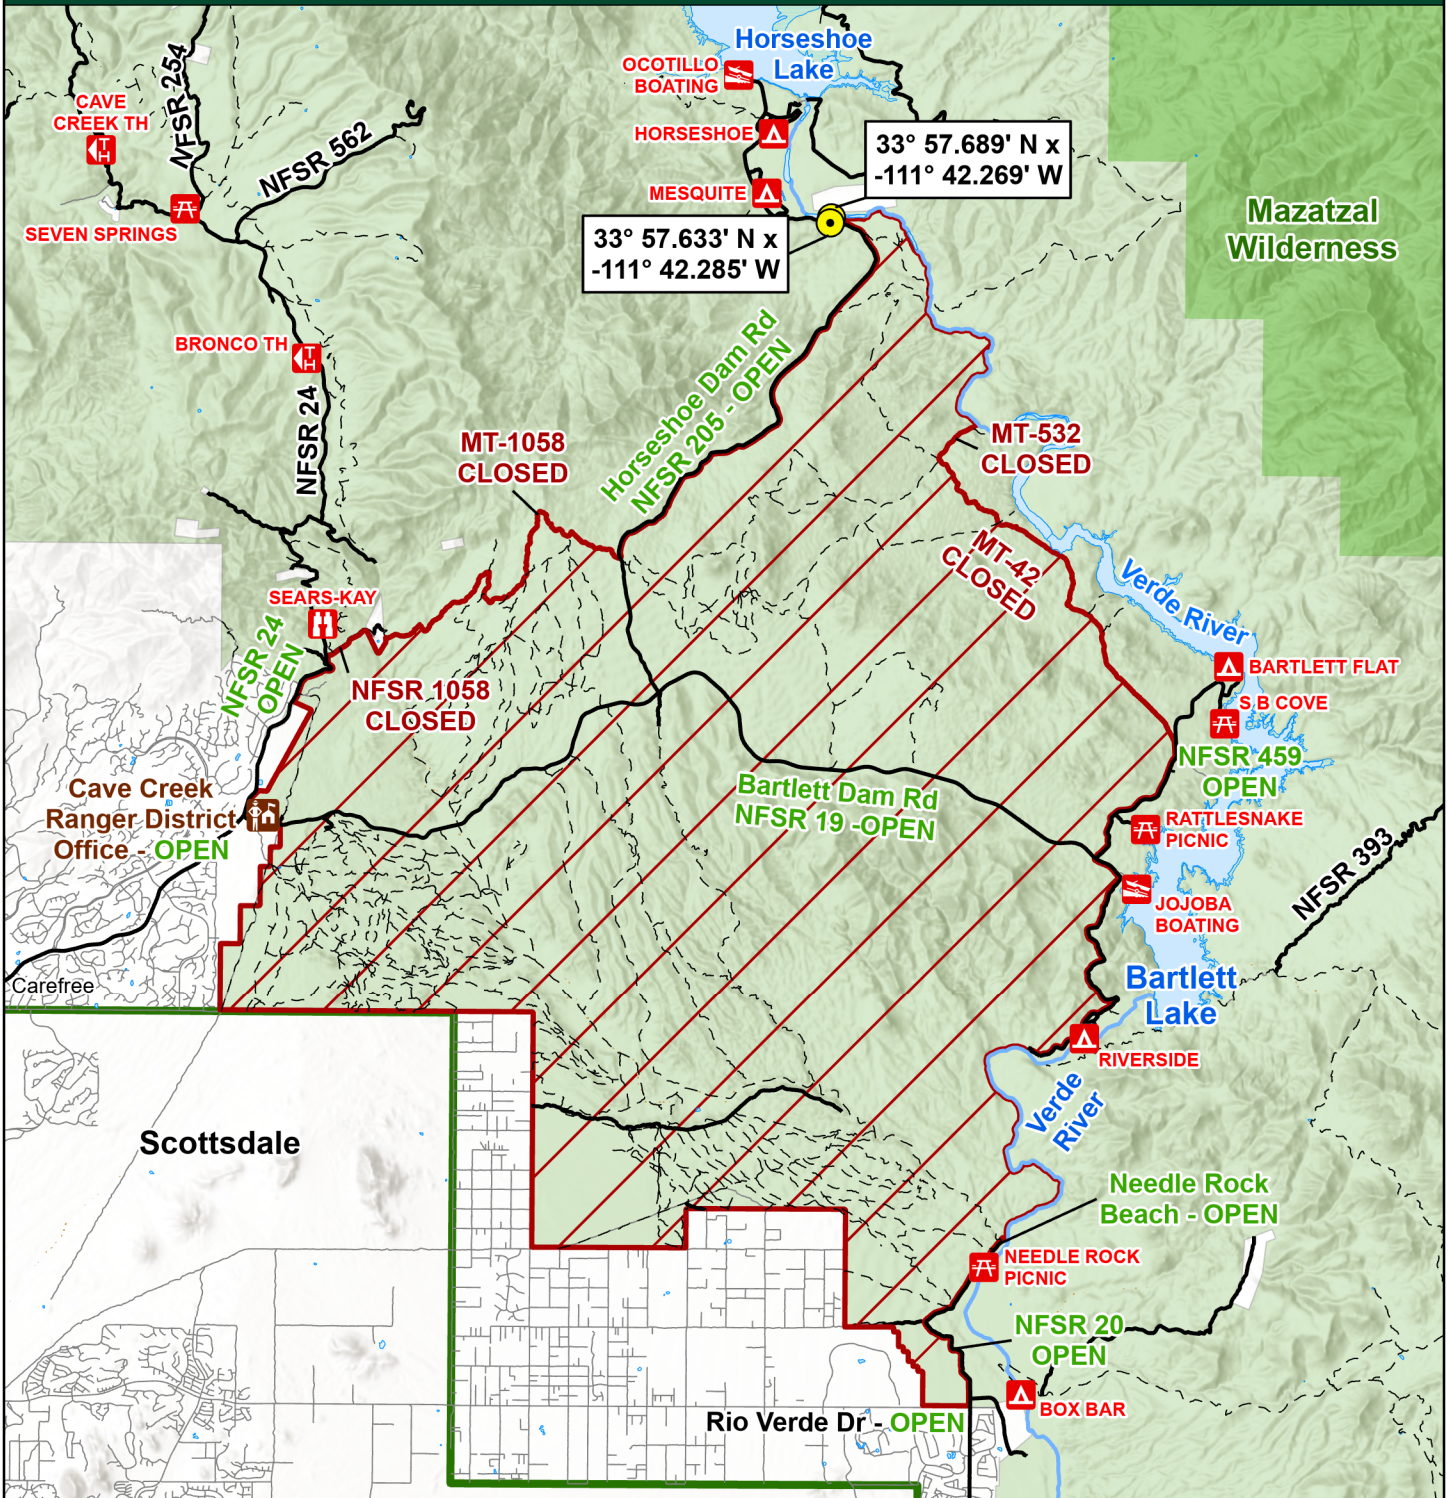 Horseshoe
Lake
OCOTILLO
BOATING
NFSR 254
CAVE
CREEK TH
HORSESHOE
NFSR 562
33° 57.689' N x
-111° 42.269' W
MESQUITE
SEVEN SPRINGS
Mazatzal
Wilderness
33° 57.633' N x
-111° 42.285' W
BRONCO TH
NFSR 24
Horseshoe Dam Rd
NFSR 205 - OPEN
MT-1058
CLOSED
MT-532
CLOSED
MT-42
CLOSED
Verde River
SEARS-KAY
NFSR 24
OPEN
NFSR 1058
CLOSED
BARTLETT FLAT
S B COVE
NFSR 459
OPEN
Cave Creek
Ranger District
Office - OPEN
Bartlett Dam Rd
NFSR 19 -OPEN
RATTLESNAKE
PICNIC
NFSR 393
JOJOBA
BOATING
Carefree
Bartlett
Lake
RIVERSIDE
Verde
River
Scottsdale
Needle Rock
Beach - OPEN
NEEDLE ROCK
PICNIC
NFSR 20
OPEN
BOX BAR
Rio Verde Dr - OPEN